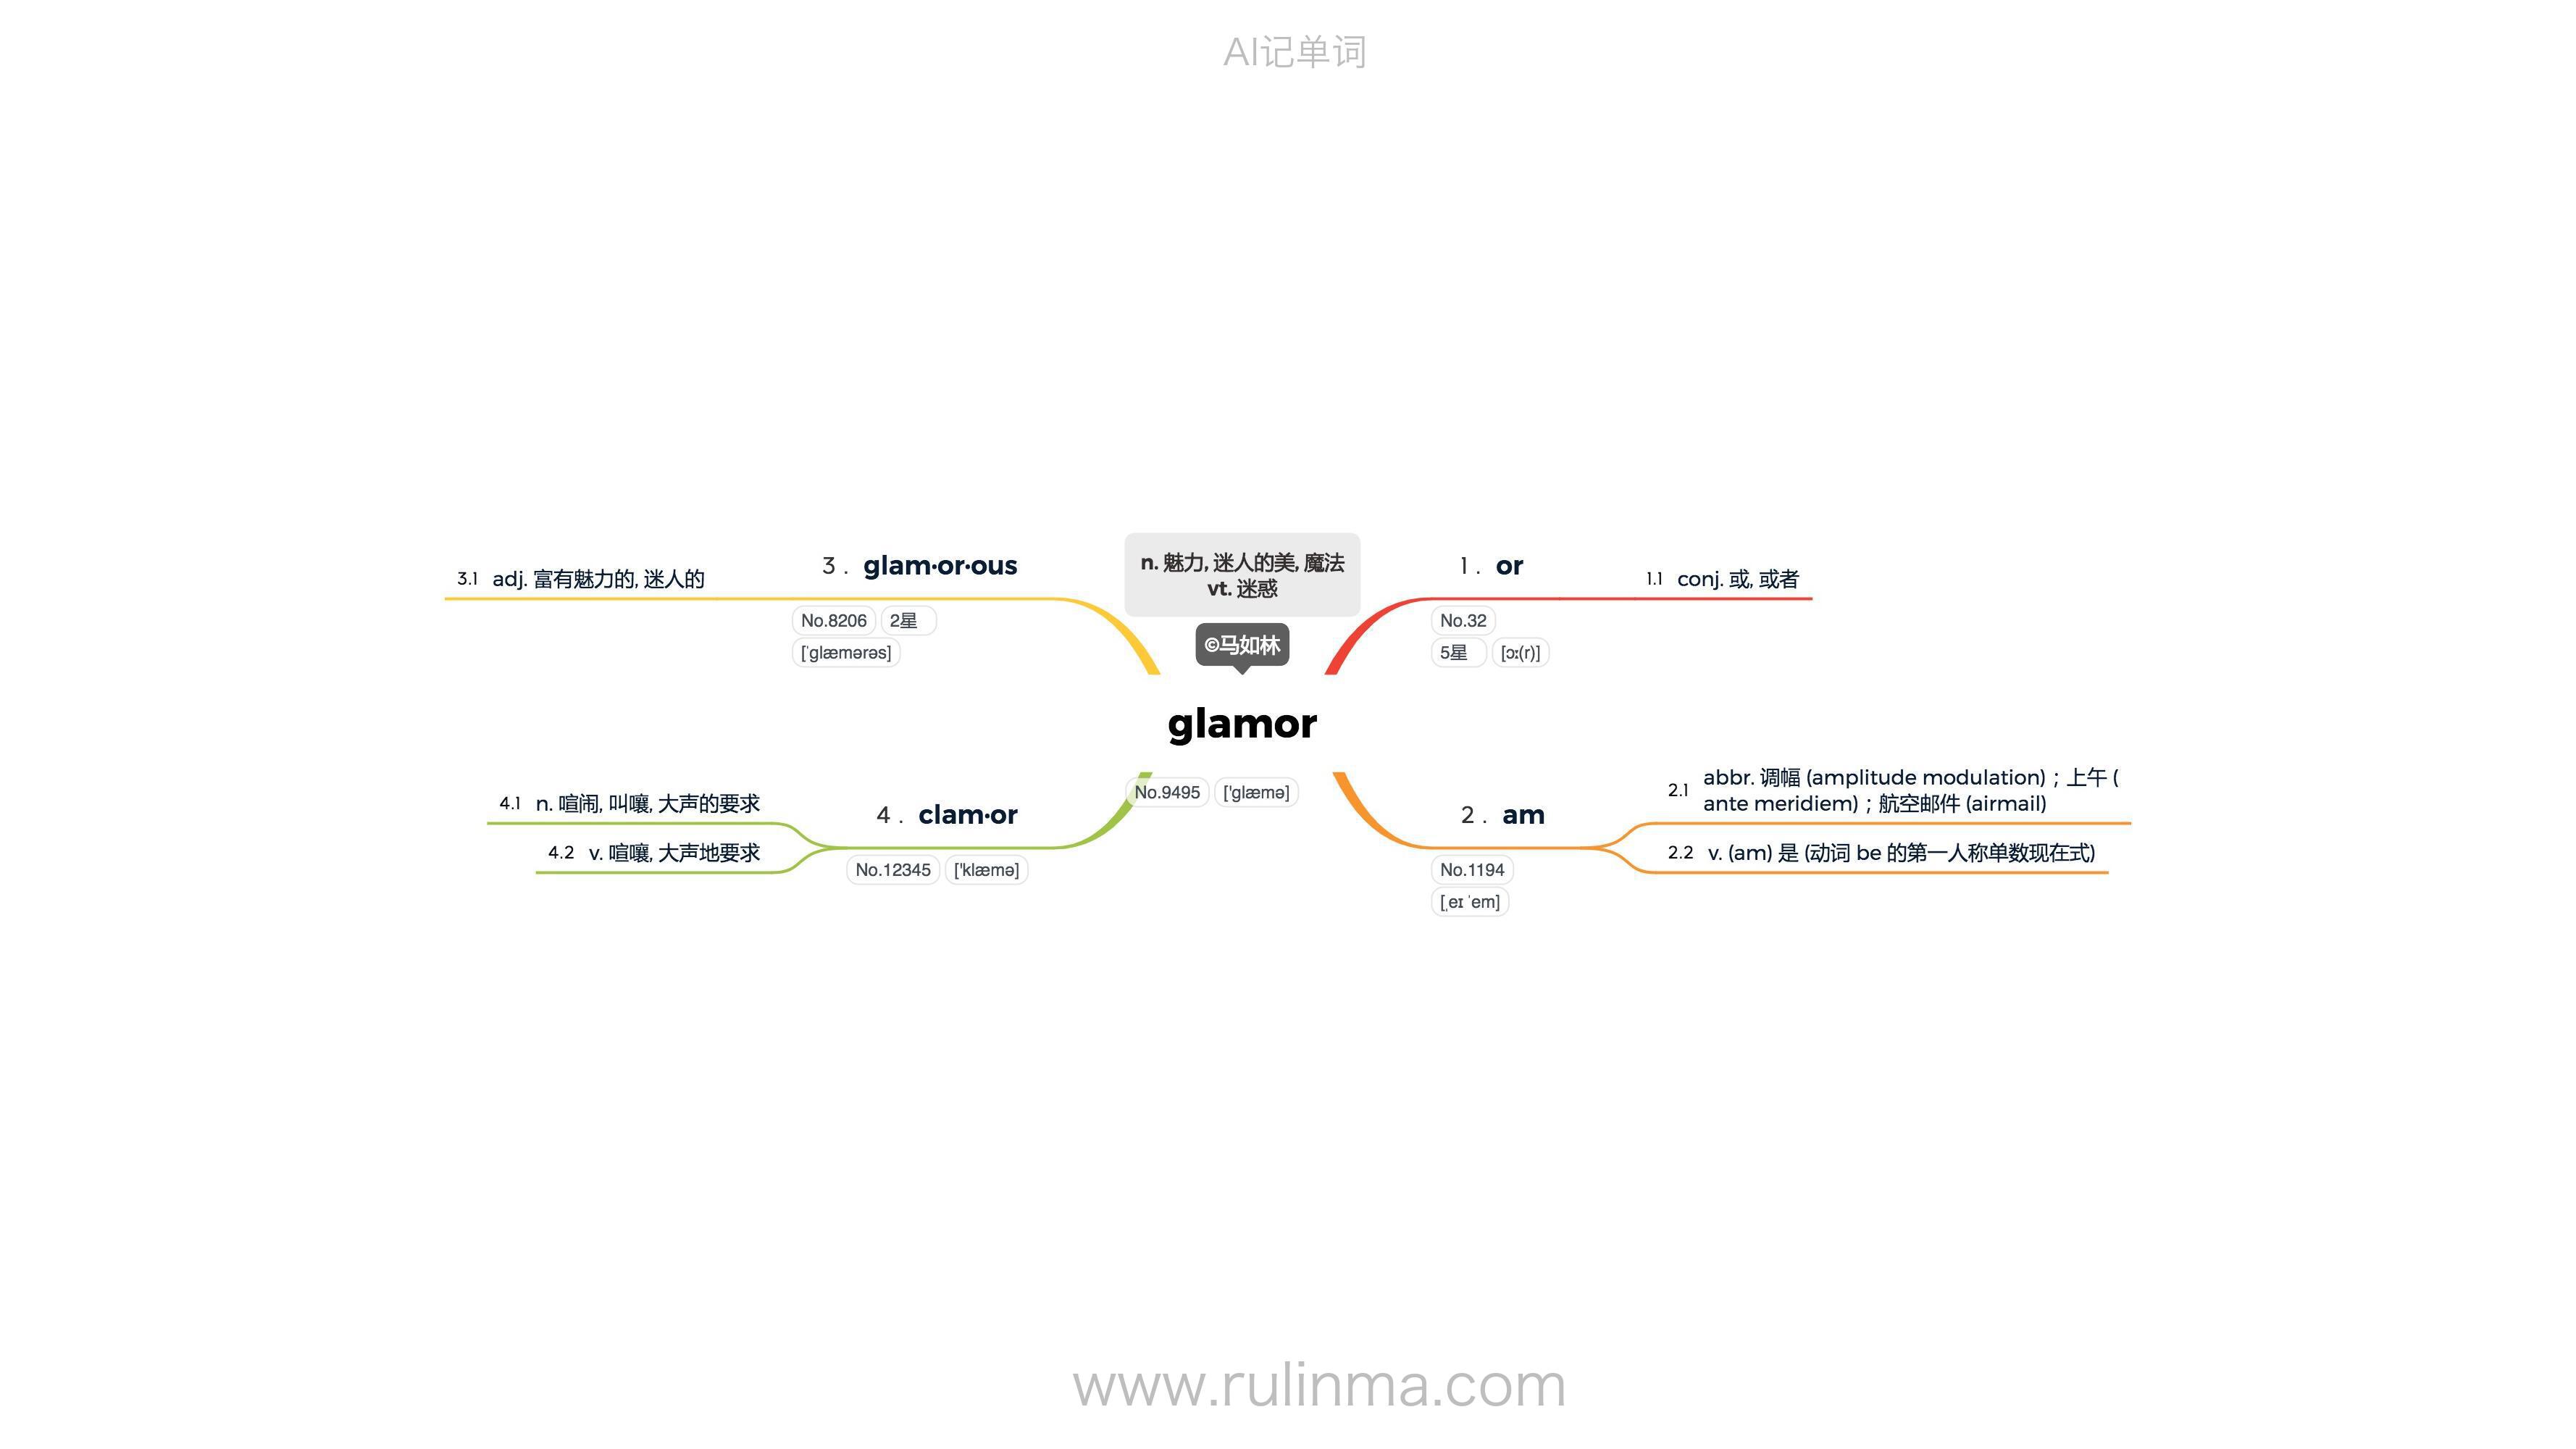 AI记单词
n. 魅力, 迷人的美, 魔法
vt. 迷惑
©马如林
glamor
No.9495 ['glæmə]
1 . or
No.32
5星 [ɔː(r)]
1.1 conj. 或, 或者
2 . am
No.1194
[ˌeɪ ˈem]
2.1 abbr. 调幅 (amplitude modulation)；上午 (
ante meridiem)；航空邮件 (airmail)
2.2 v. (am) 是 (动词 be 的第一人称单数现在式)
3 . glam·or·ous
No.8206 2星
[ˈɡlæmərəs]
3.1 adj. 富有魅力的, 迷人的
4 . clam·or
No.12345 ['klæmə]
4.1 n. 喧闹, 叫嚷, 大声的要求
4.2 v. 喧嚷, 大声地要求
www.rulinma.com